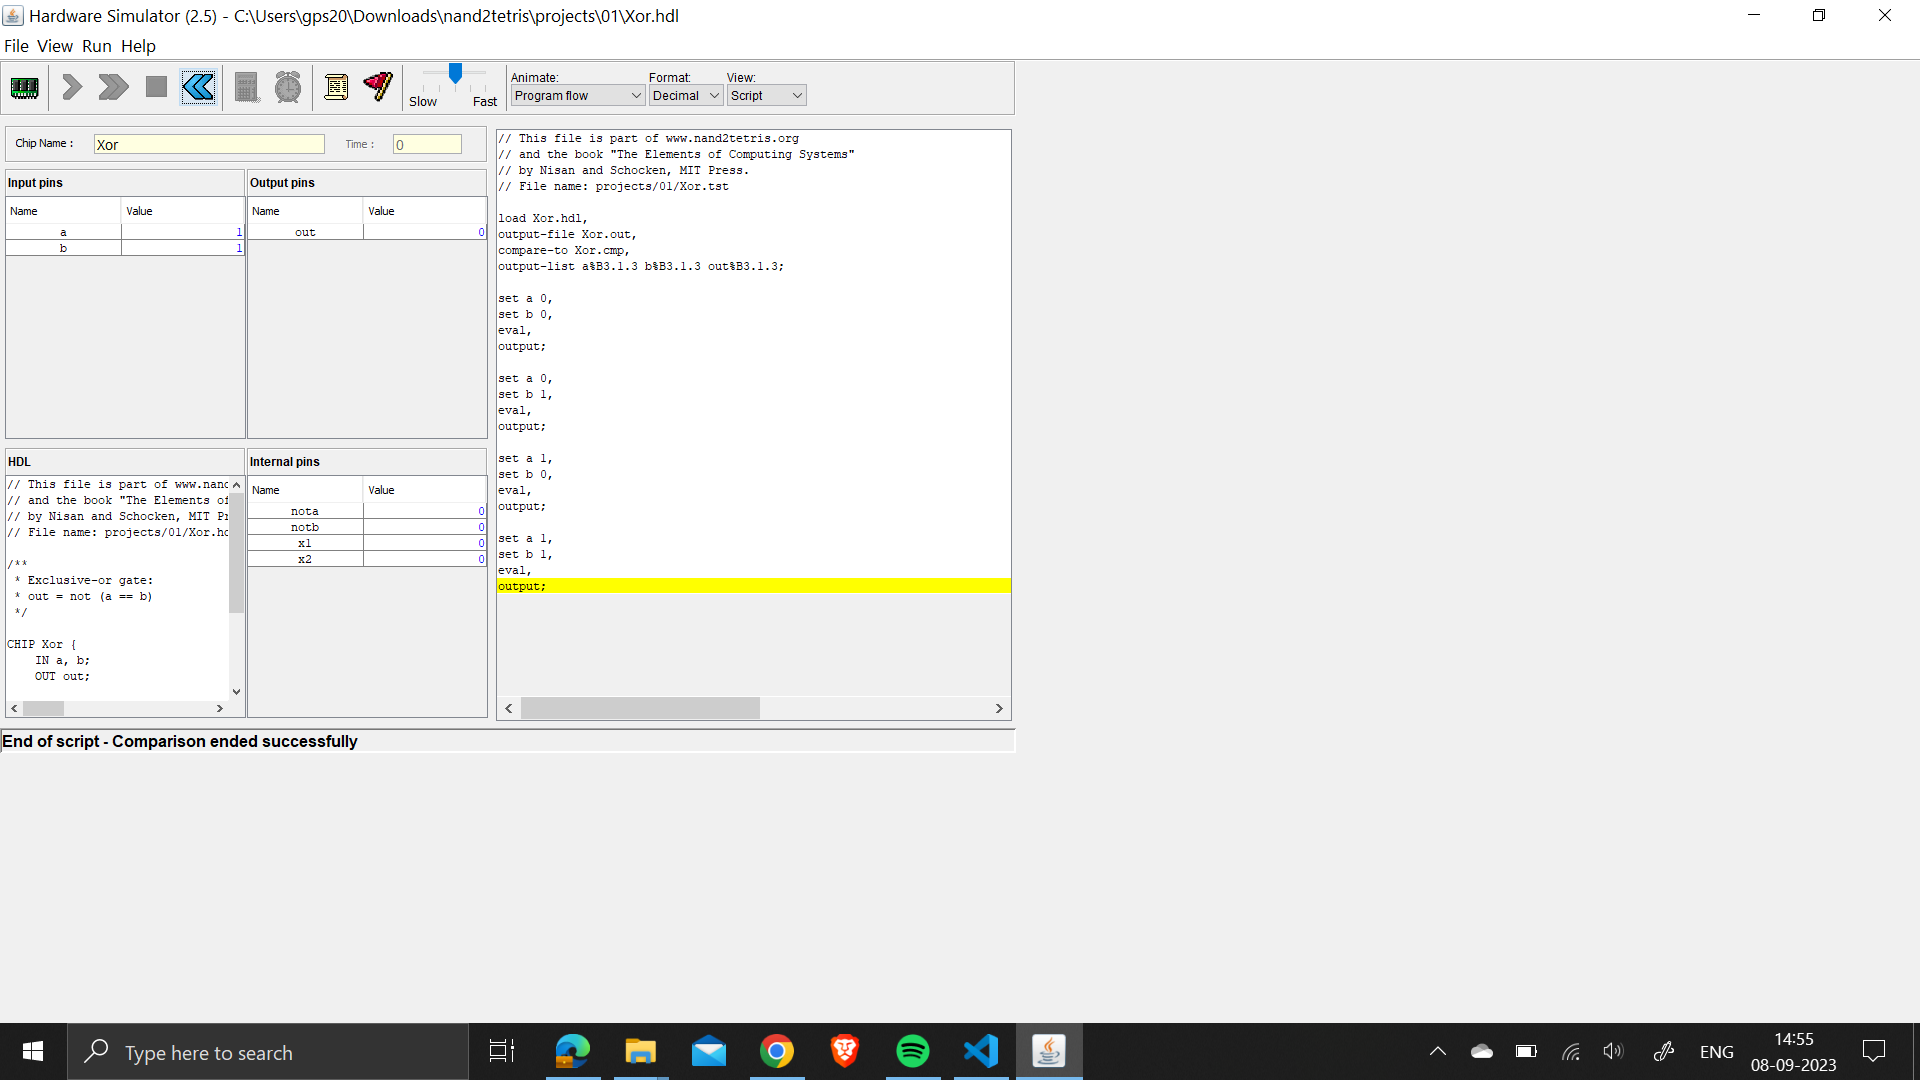 Hardware Simulator (2.5) - C:\Users\gps20\Downloads\nand2tetris\projects\01\Xor.hdl
File View Run Help
Slow Fast
Animate: Format: View:
Program flow Decimal Script
Chip Name : Xor Time : 0
Input pins
Name Value
a 1
b 1
Output pins
Name Value
out 0
HDL
// This file is part of www.nand
// and the book "The Elements of
// by Nisan and Schocken, MIT Pr
// File name: projects/01/Xor.hd
/**
* Exclusive-or gate:
* out = not (a == b)
*/
CHIP Xor {
IN a, b;
OUT out;
Internal pins
Name Value
nota 0
notb 0
x1 0
x2 0
// This file is part of www.nand2tetris.org
// and the book "The Elements of Computing Systems"
// by Nisan and Schocken, MIT Press.
// File name: projects/01/Xor.tst
load Xor.hdl,
output-file Xor.out,
compare-to Xor.cmp,
output-list a%B3.1.3 b%B3.1.3 out%B3.1.3;
set a 0,
set b 0,
eval,
output;
set a 0,
set b 1,
eval,
output;
set a 1,
set b 0,
eval,
output;
set a 1,
set b 1,
eval,
output;
End of script - Comparison ended successfully
Type here to search
ENG
14:55
08-09-2023